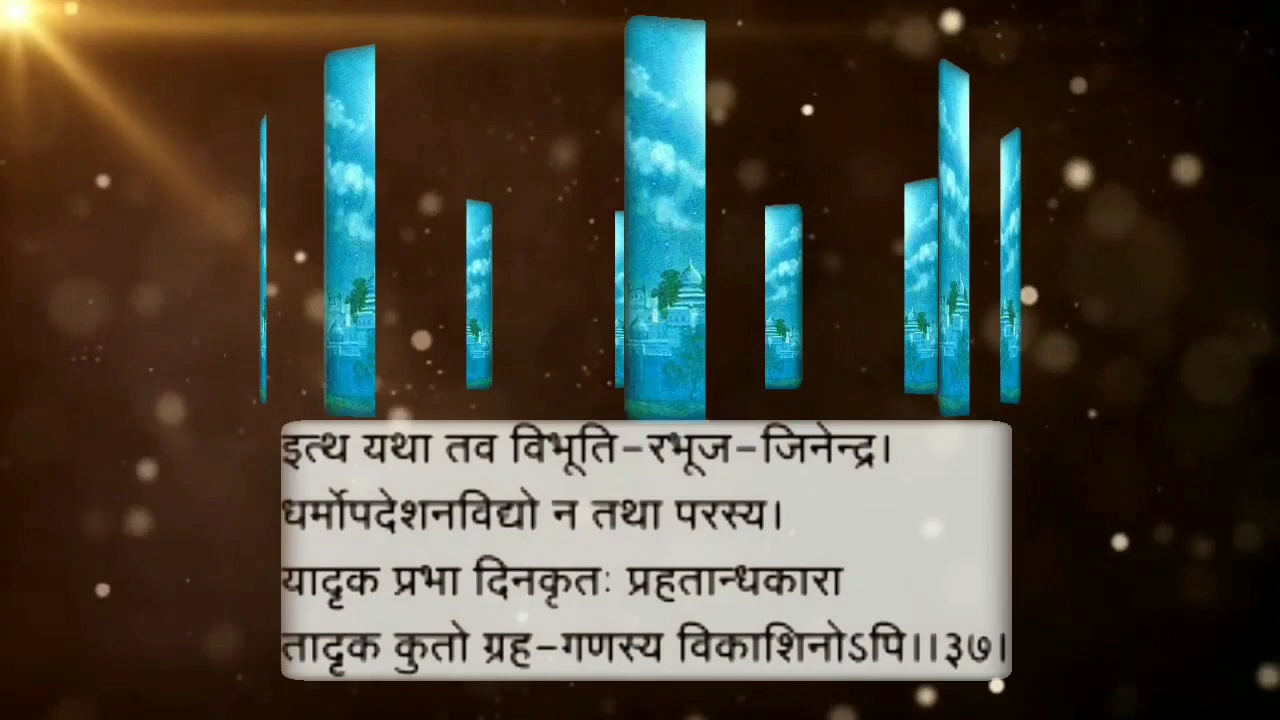 इत्थ यथा तव विभूति-रभूज-जिनेन्द्र।
धर्मोपदेशनविद्यो न तथा परस्य।
यादृक प्रभा दिनकृतः प्रहतान्धकारा
तादृक कुतो ग्रह-गणस्य विकाशिनोऽपि।।३७।